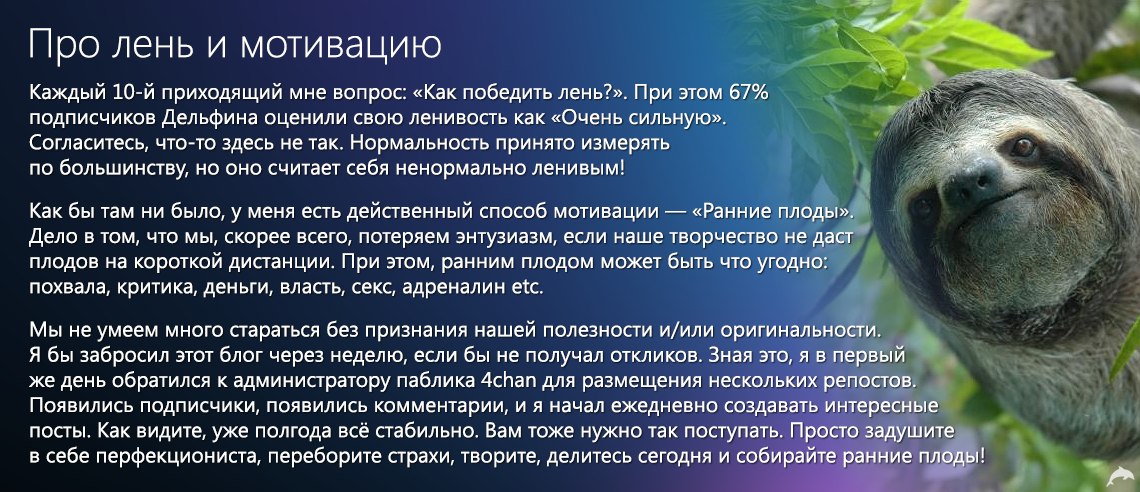 Про лень и мотивацию
Каждый 10-й приходящий мне вопрос: «Как победить лень?». При этом 67%
подписчиков Дельфина оценили свою ленивость как «Очень сильную».
Согласитесь, что-то здесь не так. Нормальность принято измерять
по большинству, но оно считает себя ненормально ленивым!
Как бы там ни было, у меня есть действенный способ мотивации — «Ранние плоды».
Дело в том, что мы, скорее всего, потеряем энтузиазм, если наше творчество не даст
плодов на короткой дистанции. При этом, ранним плодом может быть что угодно:
похвала, критика, деньги, власть, секс, адреналин etc.
Мы не умеем много стараться без признания нашей полезности и/или оригинальности.
Я бы забросил этот блог через неделю, если бы не получал откликов. Зная это, я в первый
же день обратился к администратору паблика 4chan для размещения нескольких репостов.
Появились подписчики, появились комментарии, и я начал ежедневно создавать интересные
посты. Как видите, уже полгода всё стабильно. Вам тоже нужно так поступать. Просто задушите
в себе перфекциониста, переборите страхи, творите, делитесь сегодня и собирайте ранние плоды!